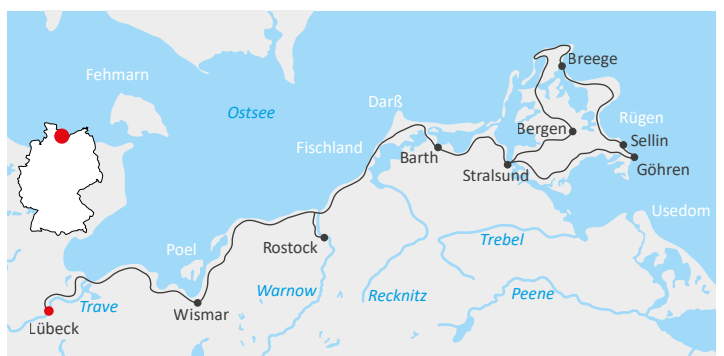 Breege
Fehmarn
Ostsee
Darß
Rügen
Bergen
Sellin
Fischland
Barth
Stralsund
Göhren
Usedom
Poel
Rostock
Trebel
Warnow
Recknitz
Peene
Trave
Wismar
Lübeck